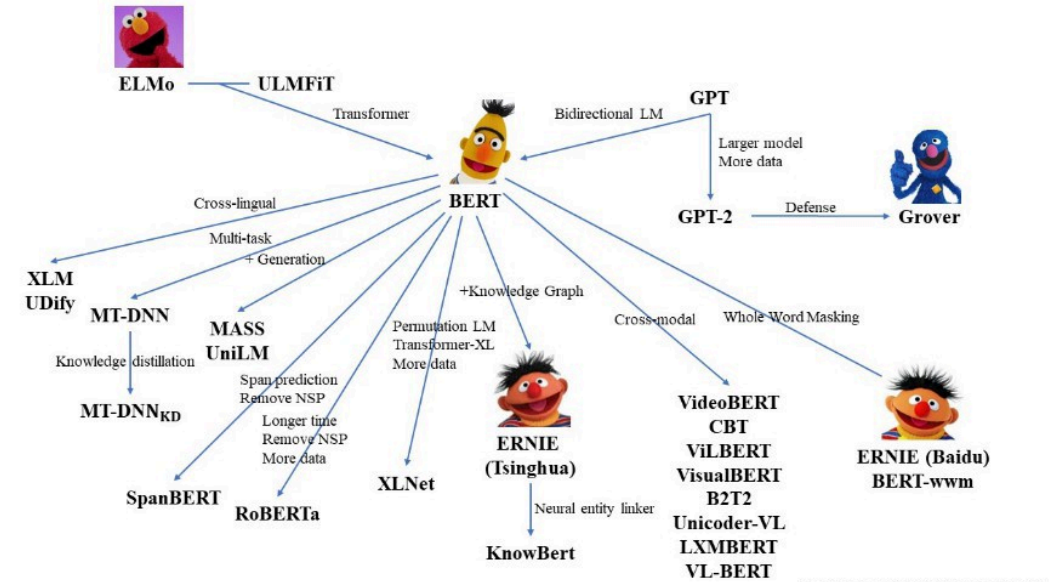 ELMo
ULMFiT
Transformer
Bidirectional LM
GPT
Larger model
More data
BERT
GPT-2
Defense
Grover
Cross-lingual
Multi-task
+ Generation
XLM
UDify
MT-DNN
MASS
UniLM
+Knowledge Graph
Cross-modal
Whole Word Masking
Permutation LM
Transformer-XL
More data
Knowledge distillation
MT-DNNKD
Span prediction
Remove NSP
Longer time
Remove NSP
More data
SpanBERT
RoBERTa
XLNet
ERNIE
(Tsinghua)
Neural entity linker
KnowBert
VideoBERT
CBT
ViLBERT
VisualBERT
B2T2
Unicoder-VL
LXMBERT
VL-BERT
ERNIE (Baidu)
BERT-wwm